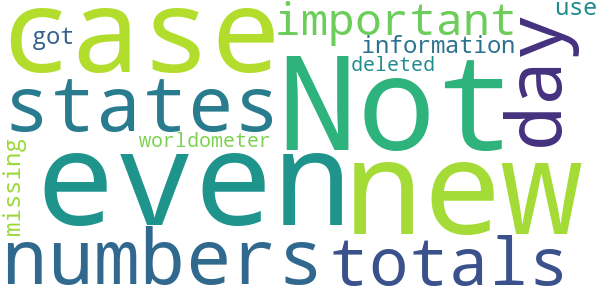 use
case
important
got
information
Not
day
deleted
states
worldometer
missing
even
new
numbers
totals